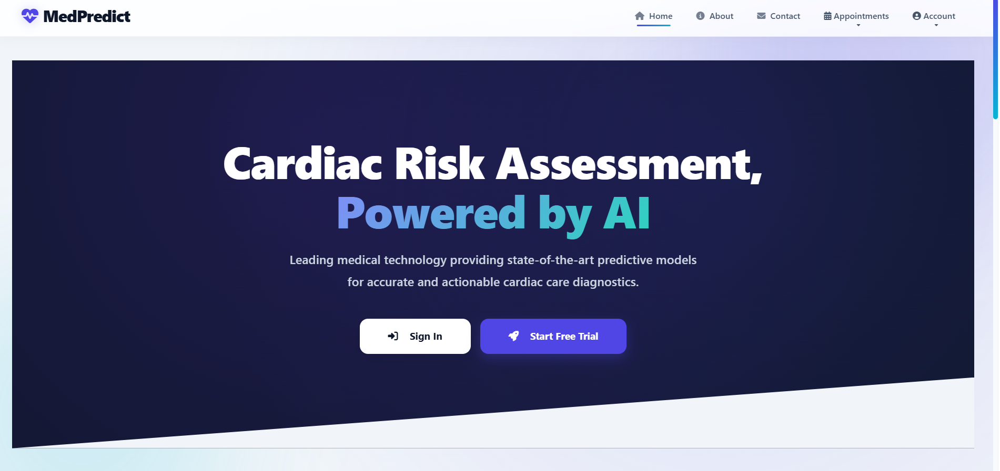 MedPredict
Home
About
Contact
Appointments
Account
Cardiac Risk Assessment,
Powered by AI
Leading medical technology providing state-of-the-art predictive models
for accurate and actionable cardiac care diagnostics.
Sign In
Start Free Trial